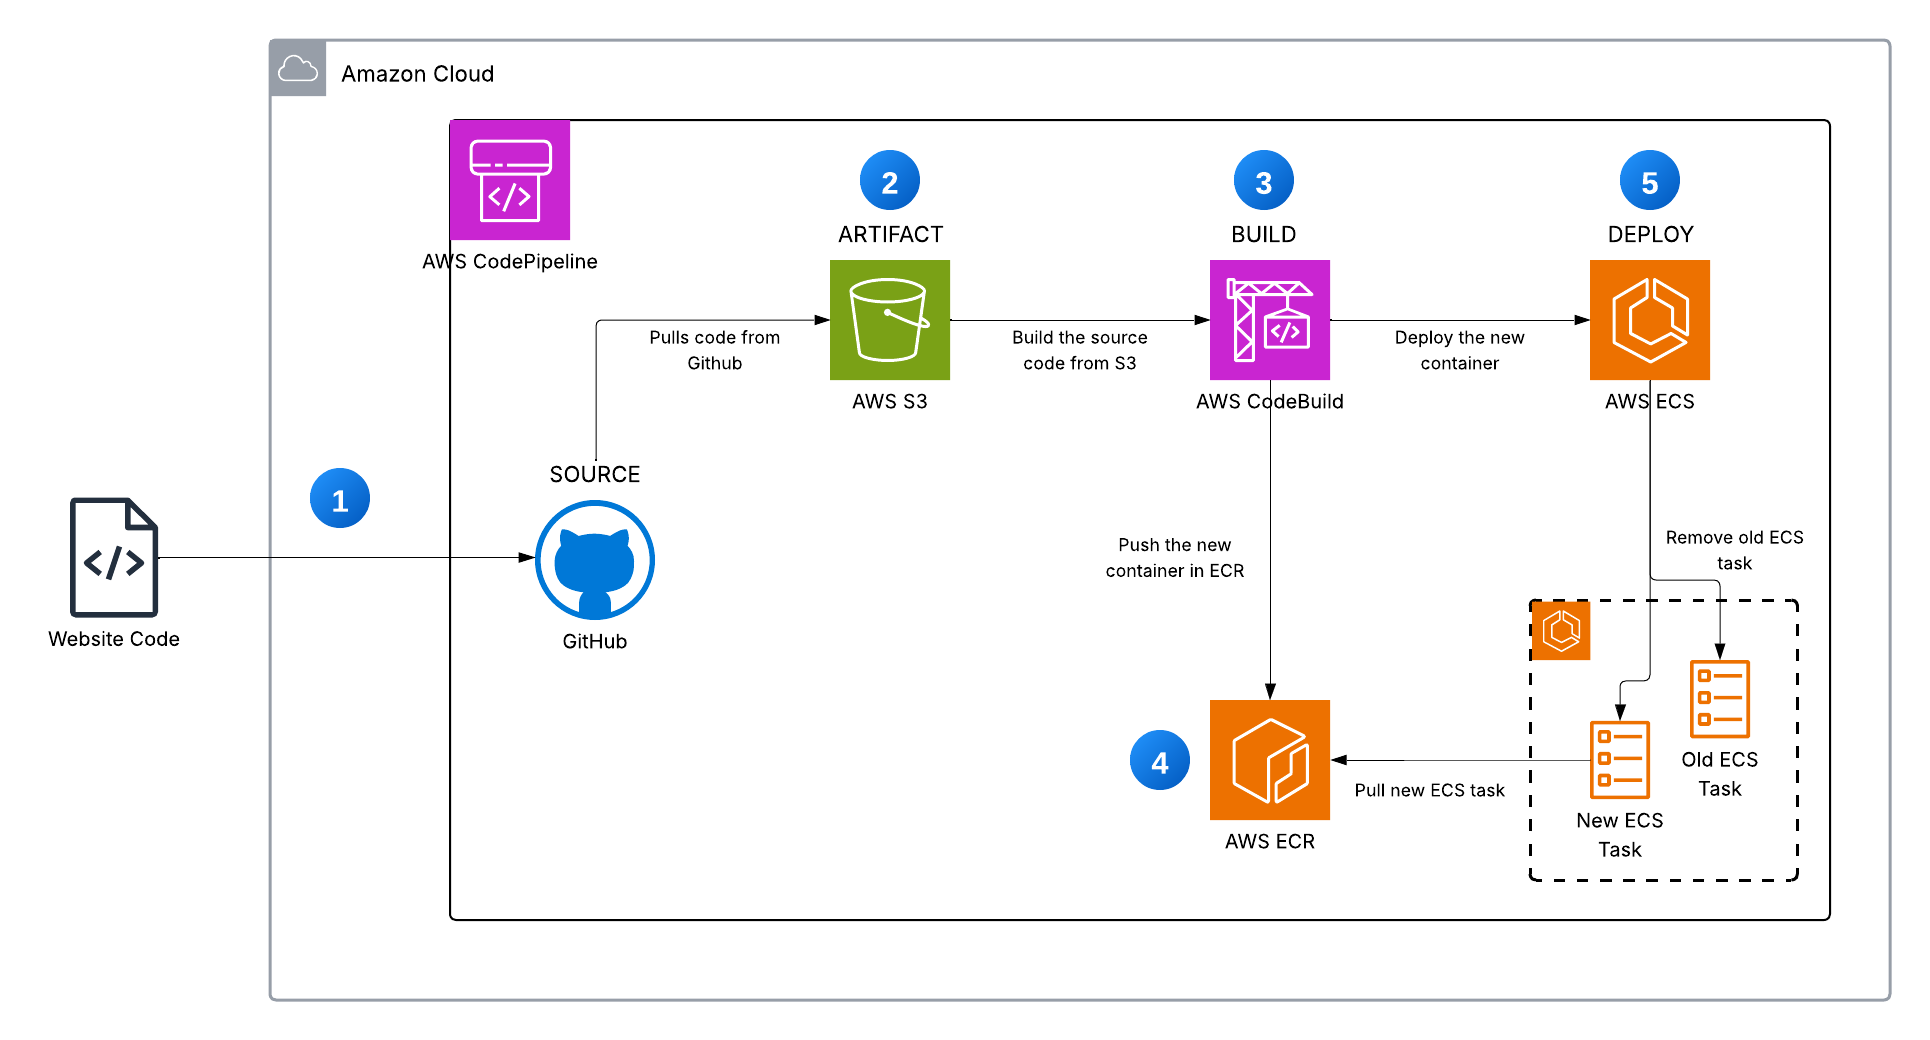 Amazon Cloud
AWS CodePipeline
2
ARTIFACT
AWS S3
3
BUILD
AWS CodeBuild
5
DEPLOY
AWS ECS
Pulls code from
Github
Build the source
code from S3
Deploy the new
container
1
Website Code
SOURCE
GitHub
Push the new
container in ECR
Remove old ECS
task
4
AWS ECR
Pull new ECS task
Old ECS
Task
New ECS
Task